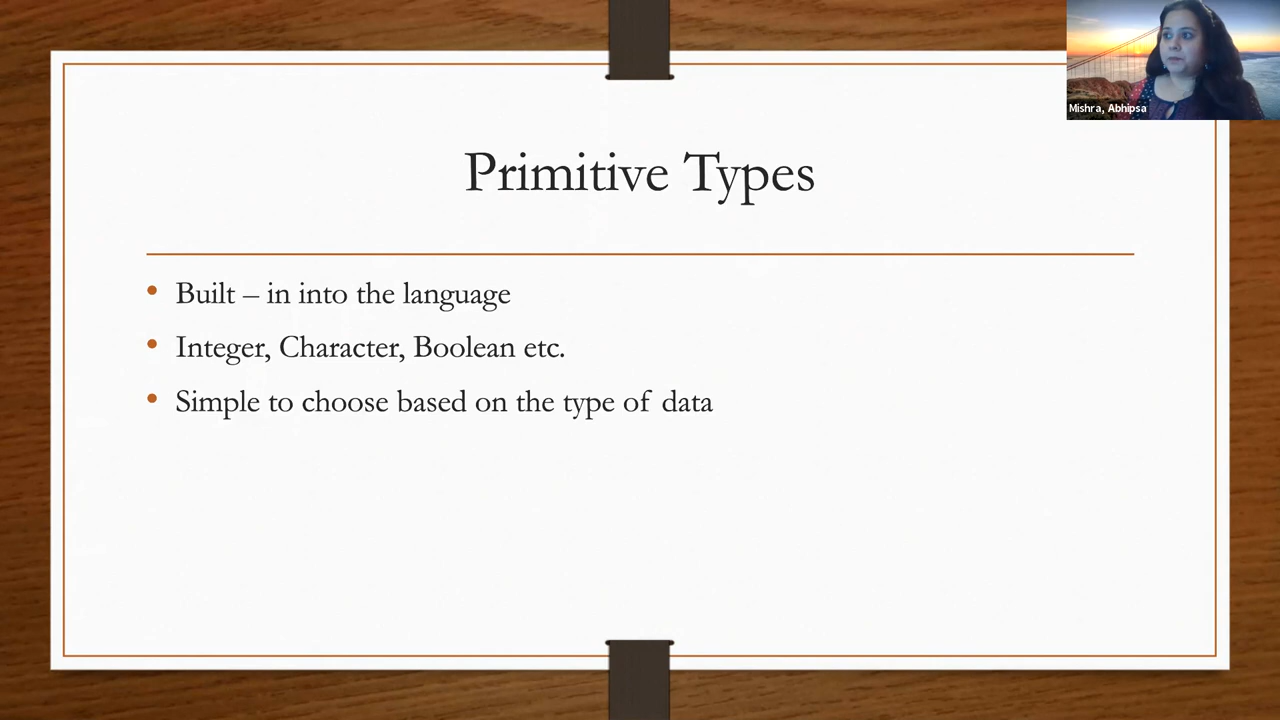 Mishra, Abhipsa
Primitive Types
Built – in into the language
Integer, Character, Boolean etc.
Simple to choose based on the type of data